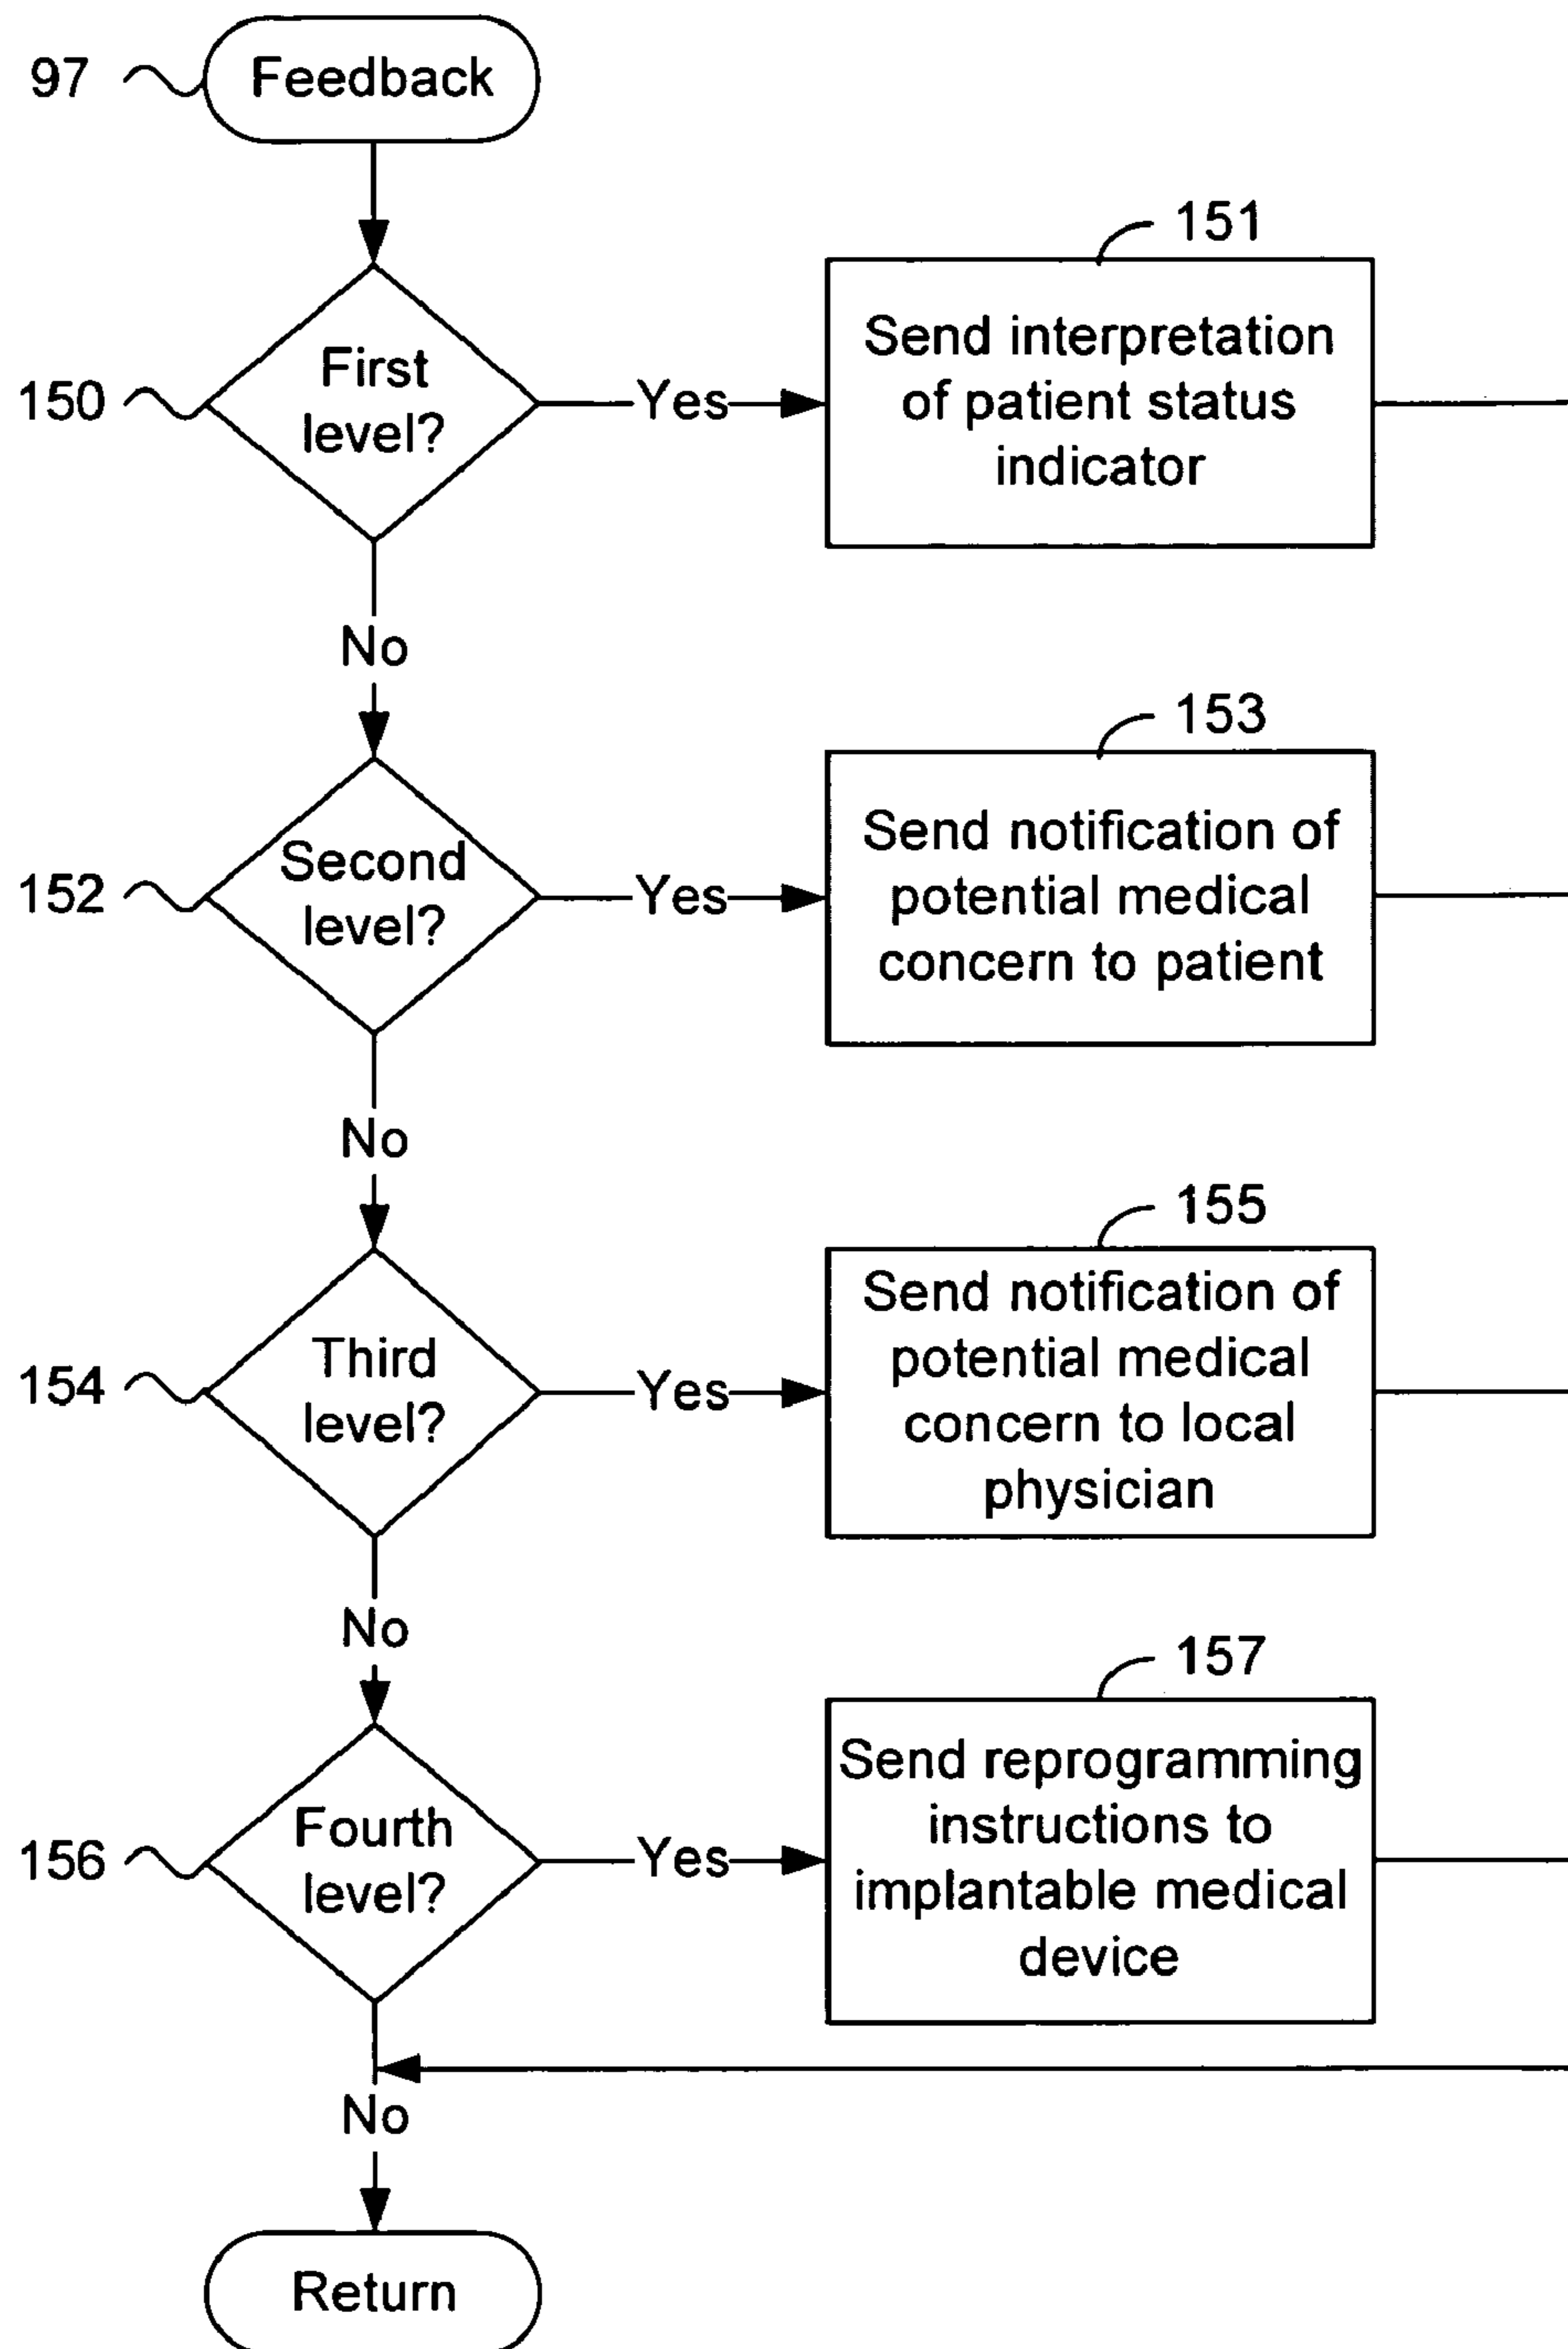 97
Feedback
151
150
First
level?
Yes
Send interpretation
of patient status
indicator
No
153
152
Second
level?
Yes
Send notification of
potential medical
concern to patient
No
155
154
Third
level?
Yes
Send notification of
potential medical
concern to local
physician
No
157
156
Fourth
level?
Yes
Send reprogramming
instructions to
implantable medical
device
No
Return